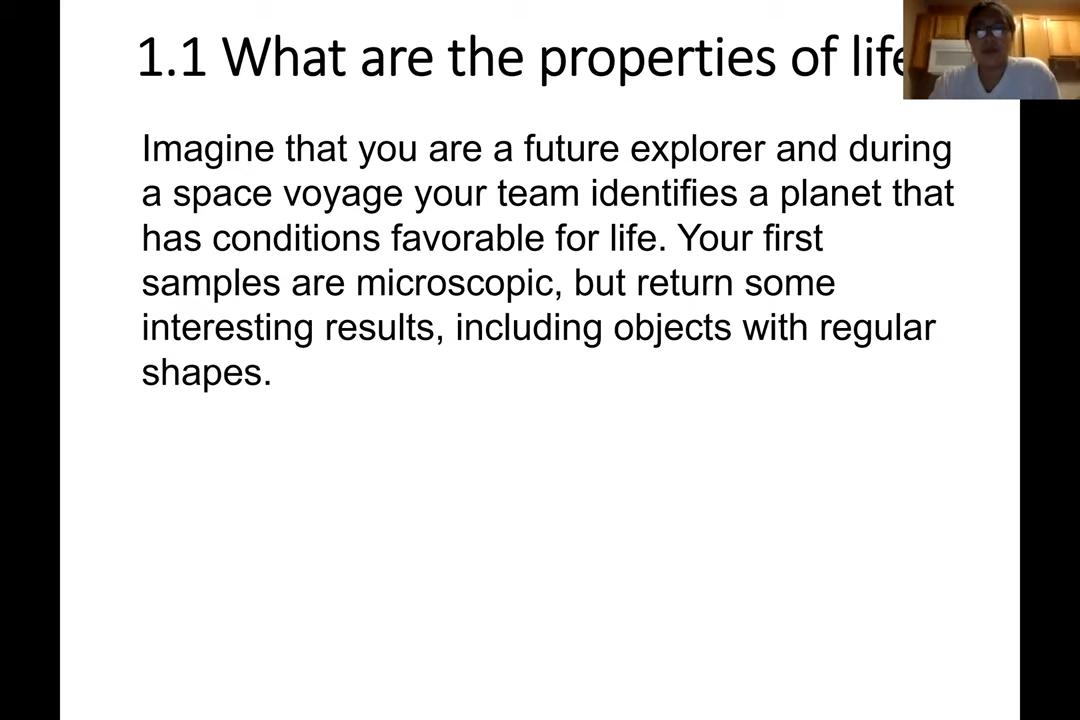 1.1 What are the properties of life
Imagine that you are a future explorer and during
a space voyage your team identifies a planet that
has conditions favorable for life. Your first
samples are microscopic, but return some
interesting results, including objects with regular
shapes.